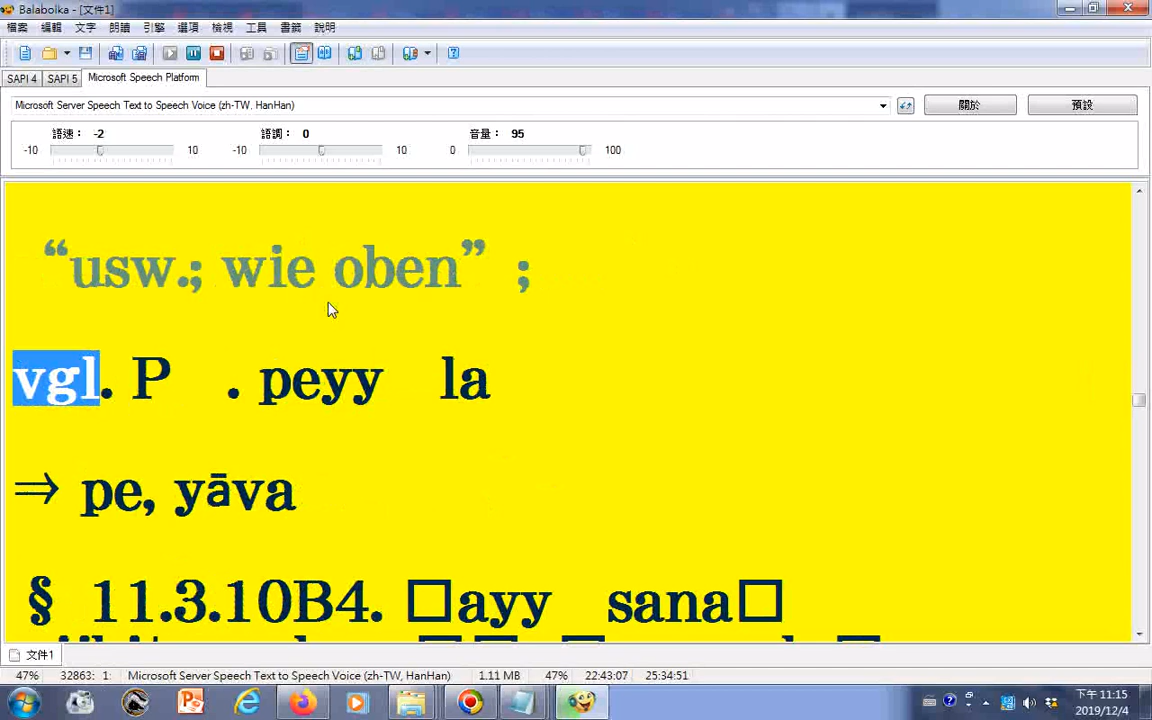 Balabolka - [文件1]
檔案 編輯 文字 朗讀 引擎 選項 檢視 工具 書籤 說明
SAPI 4 SAPI 5 Microsoft Speech Platform
Microsoft Server Speech Text to Speech Voice (zh-TW, HanHan) 關於 預設
語速： -2 語調： 0 音量： 95
-10 10 -10 10 0 100
“usw.; wie oben” ;
vgl. P . peyy la
⇒ pe, yāva
§ 11.3.10B4. □ayy sana□
文件1
47% 32863: 1: Microsoft Server Speech Text to Speech Voice (zh-TW, HanHan) 1.11 MB 47% 22:43:07 25:34:51
下午 11:15
2019/12/4